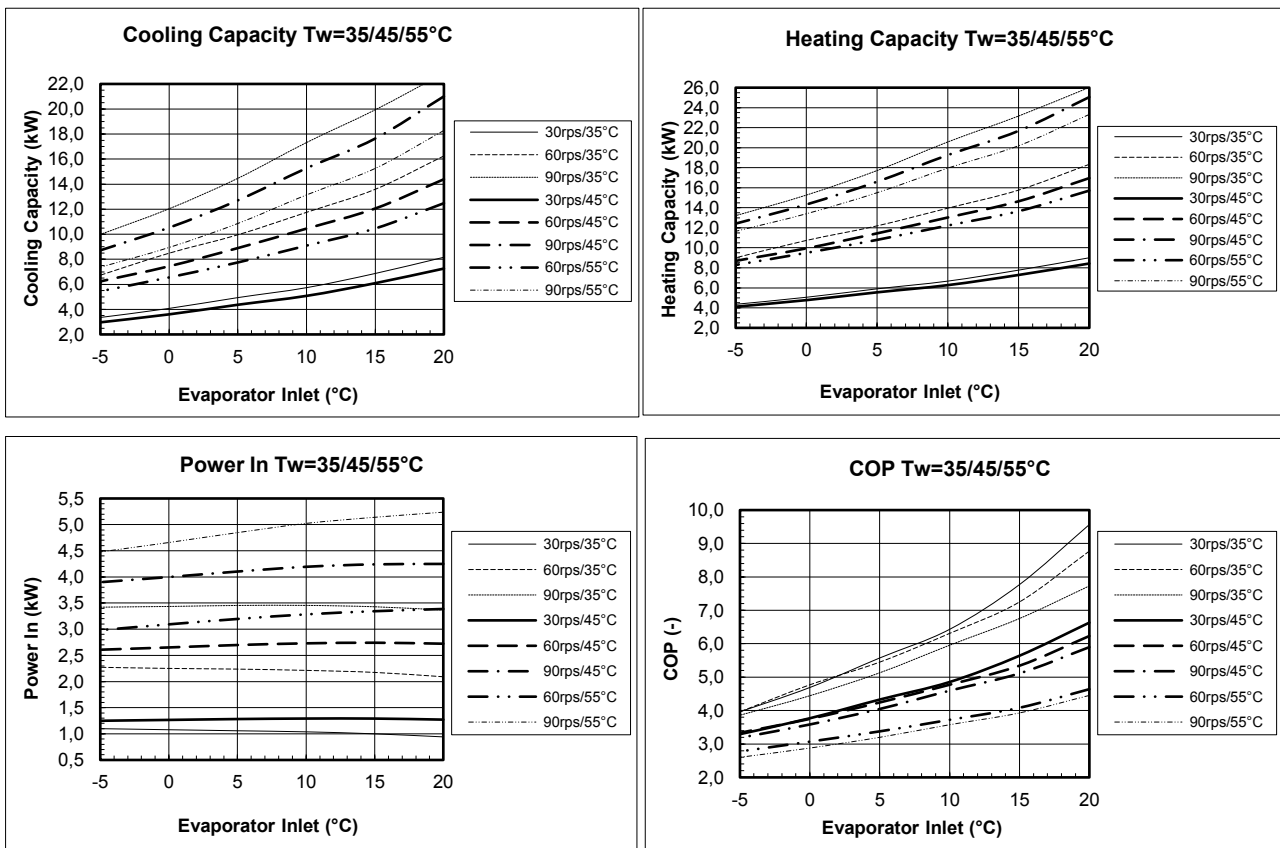 Cooling Capacity Tw=35/45/55°C
Cooling Capacity (kW)
22,0
20,0
18,0
16,0
14,0
12,0
10,0
8,0
6,0
4,0
2,0
-5 0 5 10 15 20
Evaporator Inlet (°C)
30rps/35°C
60rps/35°C
90rps/35°C
30rps/45°C
60rps/45°C
90rps/45°C
60rps/55°C
90rps/55°C
Heating Capacity Tw=35/45/55°C
Heating Capacity (kW)
26,0
24,0
22,0
20,0
18,0
16,0
14,0
12,0
10,0
8,0
6,0
4,0
2,0
-5 0 5 10 15 20
Evaporator Inlet (°C)
30rps/35°C
60rps/35°C
90rps/35°C
30rps/45°C
60rps/45°C
90rps/45°C
60rps/55°C
90rps/55°C
Power In Tw=35/45/55°C
Power In (kW)
5,5
5,0
4,5
4,0
3,5
3,0
2,5
2,0
1,5
1,0
0,5
-5 0 5 10 15 20
Evaporator Inlet (°C)
30rps/35°C
60rps/35°C
90rps/35°C
30rps/45°C
60rps/45°C
90rps/45°C
60rps/55°C
90rps/55°C
COP Tw=35/45/55°C
COP (-)
10,0
9,0
8,0
7,0
6,0
5,0
4,0
3,0
2,0
-5 0 5 10 15 20
Evaporator Inlet (°C)
30rps/35°C
60rps/35°C
90rps/35°C
30rps/45°C
60rps/45°C
90rps/45°C
60rps/55°C
90rps/55°C